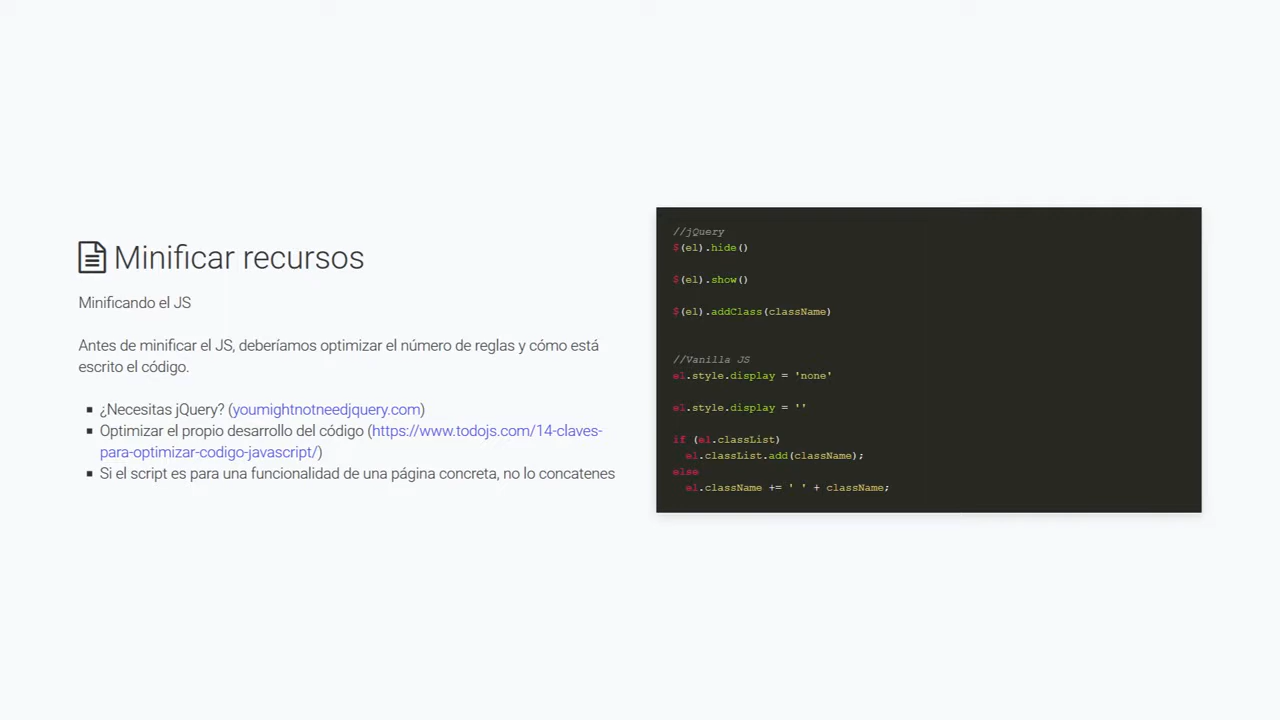 Minificar recursos
Minificando el JS
Antes de minificar el JS, deberíamos optimizar el número de reglas y cómo está
escrito el código.
¿Necesitas jQuery? (youmightnotneedjquery.com)
Optimizar el propio desarrollo del código (https://www.todojs.com/14-claves-
para-optimizar-codigo-javascript/)
Si el script es para una funcionalidad de una página concreta, no lo concatenes
//jQuery
$(el).hide()
$(el).show()
$(el).addClass(className)
//Vanilla JS
el.style.display = 'none'
el.style.display = ''
if (el.classList)
  el.classList.add(className);
else
  el.className += ' ' + className;